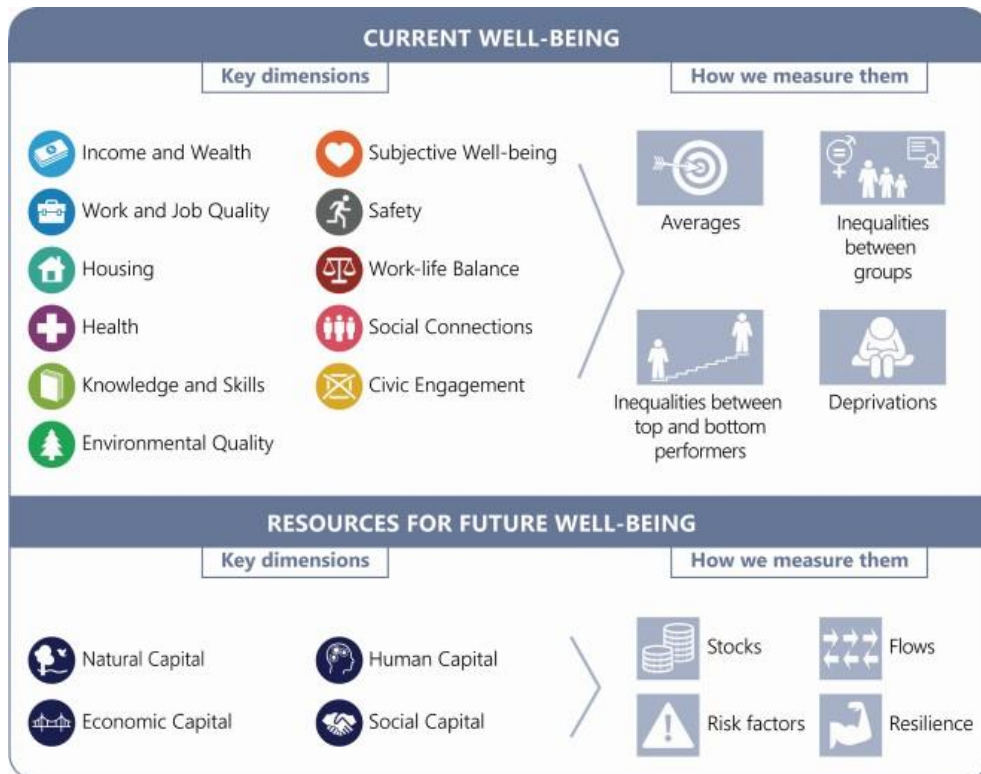 CURRENT WELL-BEING
Key dimensions
How we measure them
Income and Wealth
Work and Job Quality
Housing
Health
Knowledge and Skills
Environmental Quality
Subjective Well-being
Safety
Work-life Balance
Social Connections
Civic Engagement
Averages
Inequalities
between
groups
Inequalities between
top and bottom
performers
Deprivations
RESOURCES FOR FUTURE WELL-BEING
Key dimensions
How we measure them
Natural Capital
Economic Capital
Human Capital
Social Capital
Stocks
Flows
Risk factors
Resilience